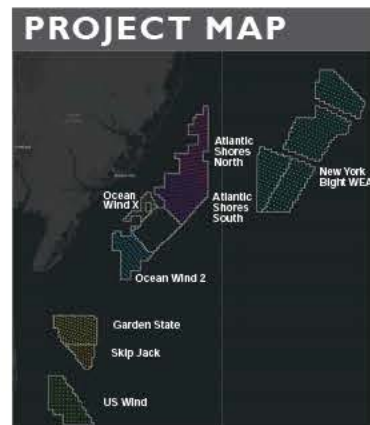 PROJECT MAP
Atlantic
Shores
North
New York
Bight WEA
Ocean
Wind X
Atlantic
Shores
South
Ocean Wind 2
Garden State
Skip Jack
US Wind